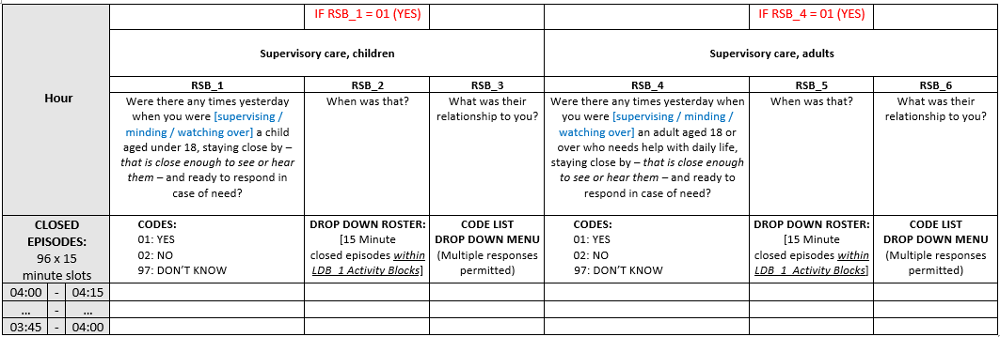 IF RSB_1 = 01 (YES)
IF RSB_4 = 01 (YES)
Hour
Supervisory care, children
Supervisory care, adults
RSB_1
Were there any times yesterday
when you were [supervising /
minding / watching over] a child
aged under 18, staying close by –
that is close enough to see or hear
them – and ready to respond in
case of need?
RSB_2
When was that?
RSB_3
What was their
relationship to you?
RSB_4
Were there any times yesterday when
you were [supervising / minding /
watching over] an adult aged 18 or
over who needs help with daily life,
staying close by – that is close enough
to see or hear them – and ready to
respond in case of need?
RSB_5
When was that?
RSB_6
What was their
relationship to you?
CLOSED
EPISODES:
96 x 15
minute slots
CODES:
01: YES
02: NO
97: DON'T KNOW
DROP DOWN ROSTER:
[15 Minute
closed episodes within
LDB_1 Activity Blocks]
CODE LIST
DROP DOWN MENU
(Multiple responses
permitted)
CODES:
01: YES
02: NO
97: DON'T KNOW
DROP DOWN ROSTER:
[15 Minute
closed episodes within
LDB_1 Activity Blocks]
CODE LIST
DROP DOWN MENU
(Multiple responses
permitted)
04:00 - 04:15
... - ...
03:45 - 04:00